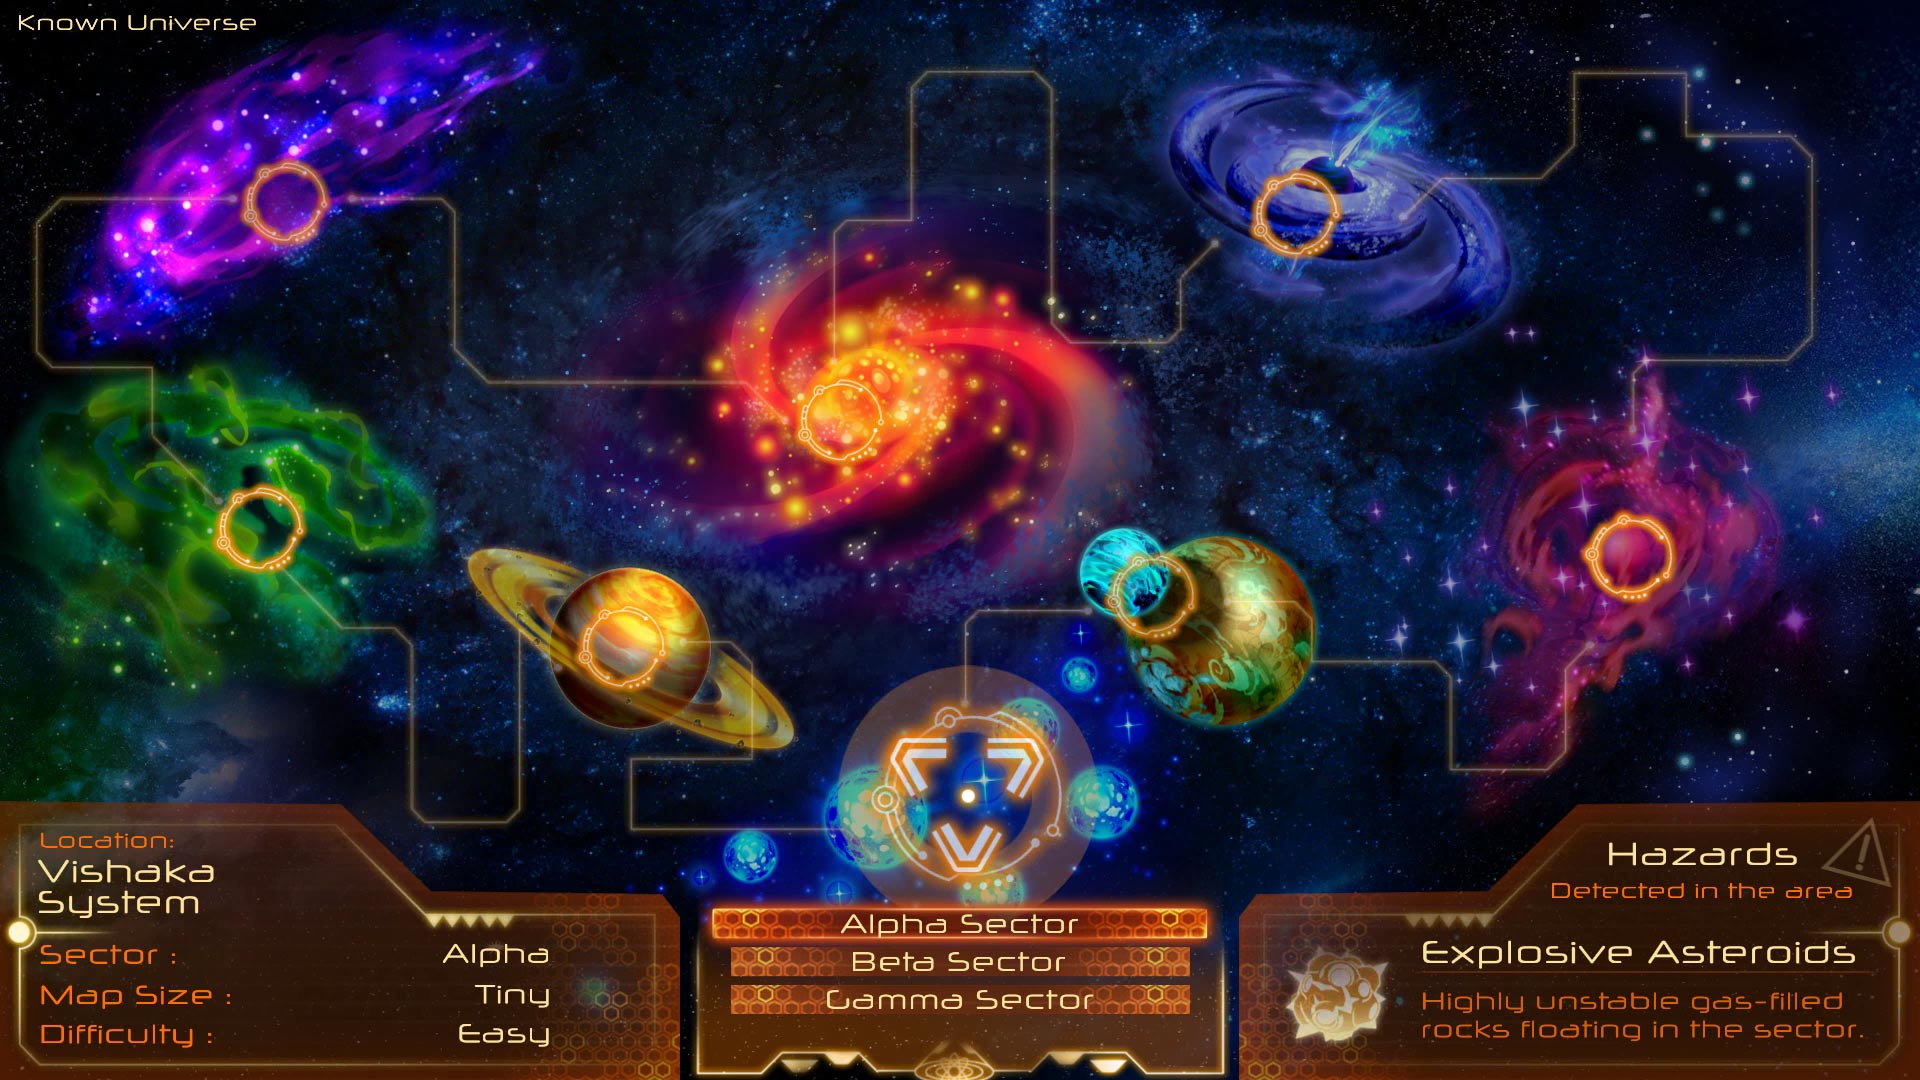 Known Universe
Location:
Vishaka
System
Sector : Alpha
Map Size : Tiny
Difficulty : Easy
Alpha Sector
Beta Sector
Gamma Sector
Hazards
Detected in the area
Explosive Asteroids
Highly unstable gas-filled
rocks floating in the sector.